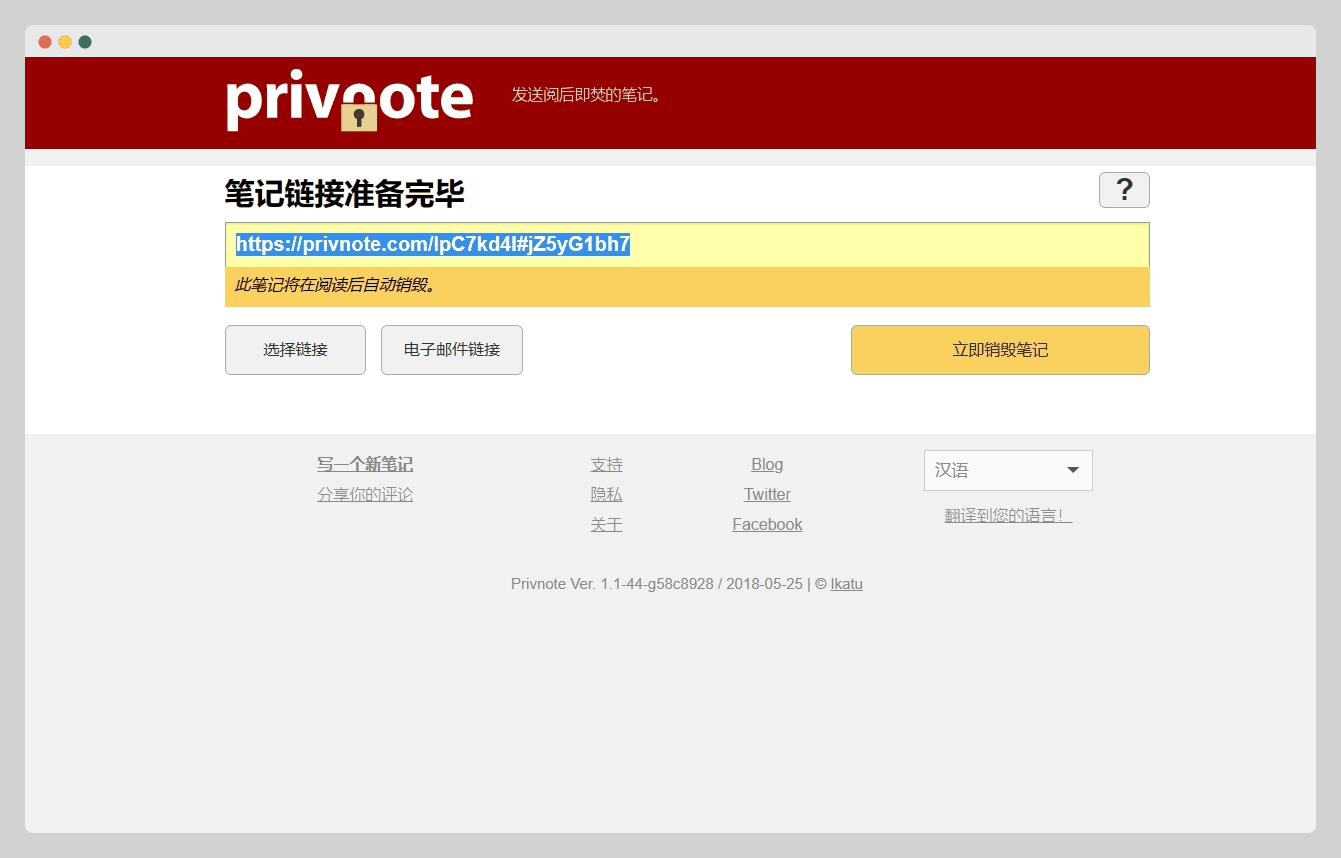 privnote
发送阅后即焚的笔记。
笔记链接准备完毕
?
https://privnote.com/lpC7kd4l#jZ5yG1bh7
此笔记将在阅读后自动销毁。
选择链接
电子邮件链接
立即销毁笔记
写一个新笔记
分享你的评论
支持
隐私
关于
Blog
Twitter
Facebook
汉语
翻译到您的语言！
Privnote Ver. 1.1-44-g58c8928 / 2018-05-25 | © Ikatu